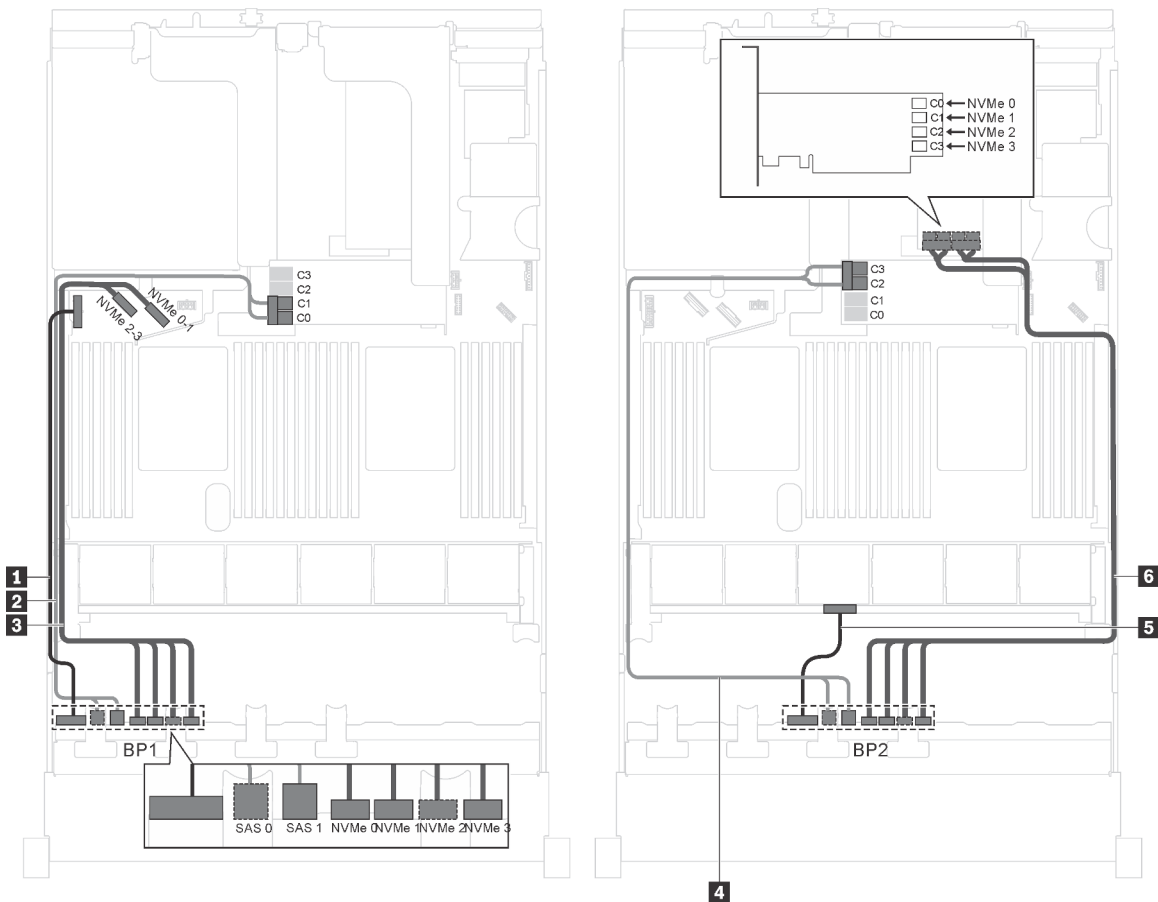 C0 NVMe 0
C1 NVMe 1
C2 NVMe 2
C3 NVMe 3
C3
C2
C1
C0
NVMe 0-1
NVMe 2-3
C3
C2
C1
C0
1
2
3
6
5
BP1
BP2
SAS 0 SAS 1 NVMe 0 NVMe 1 NVMe 2 NVMe 3
4